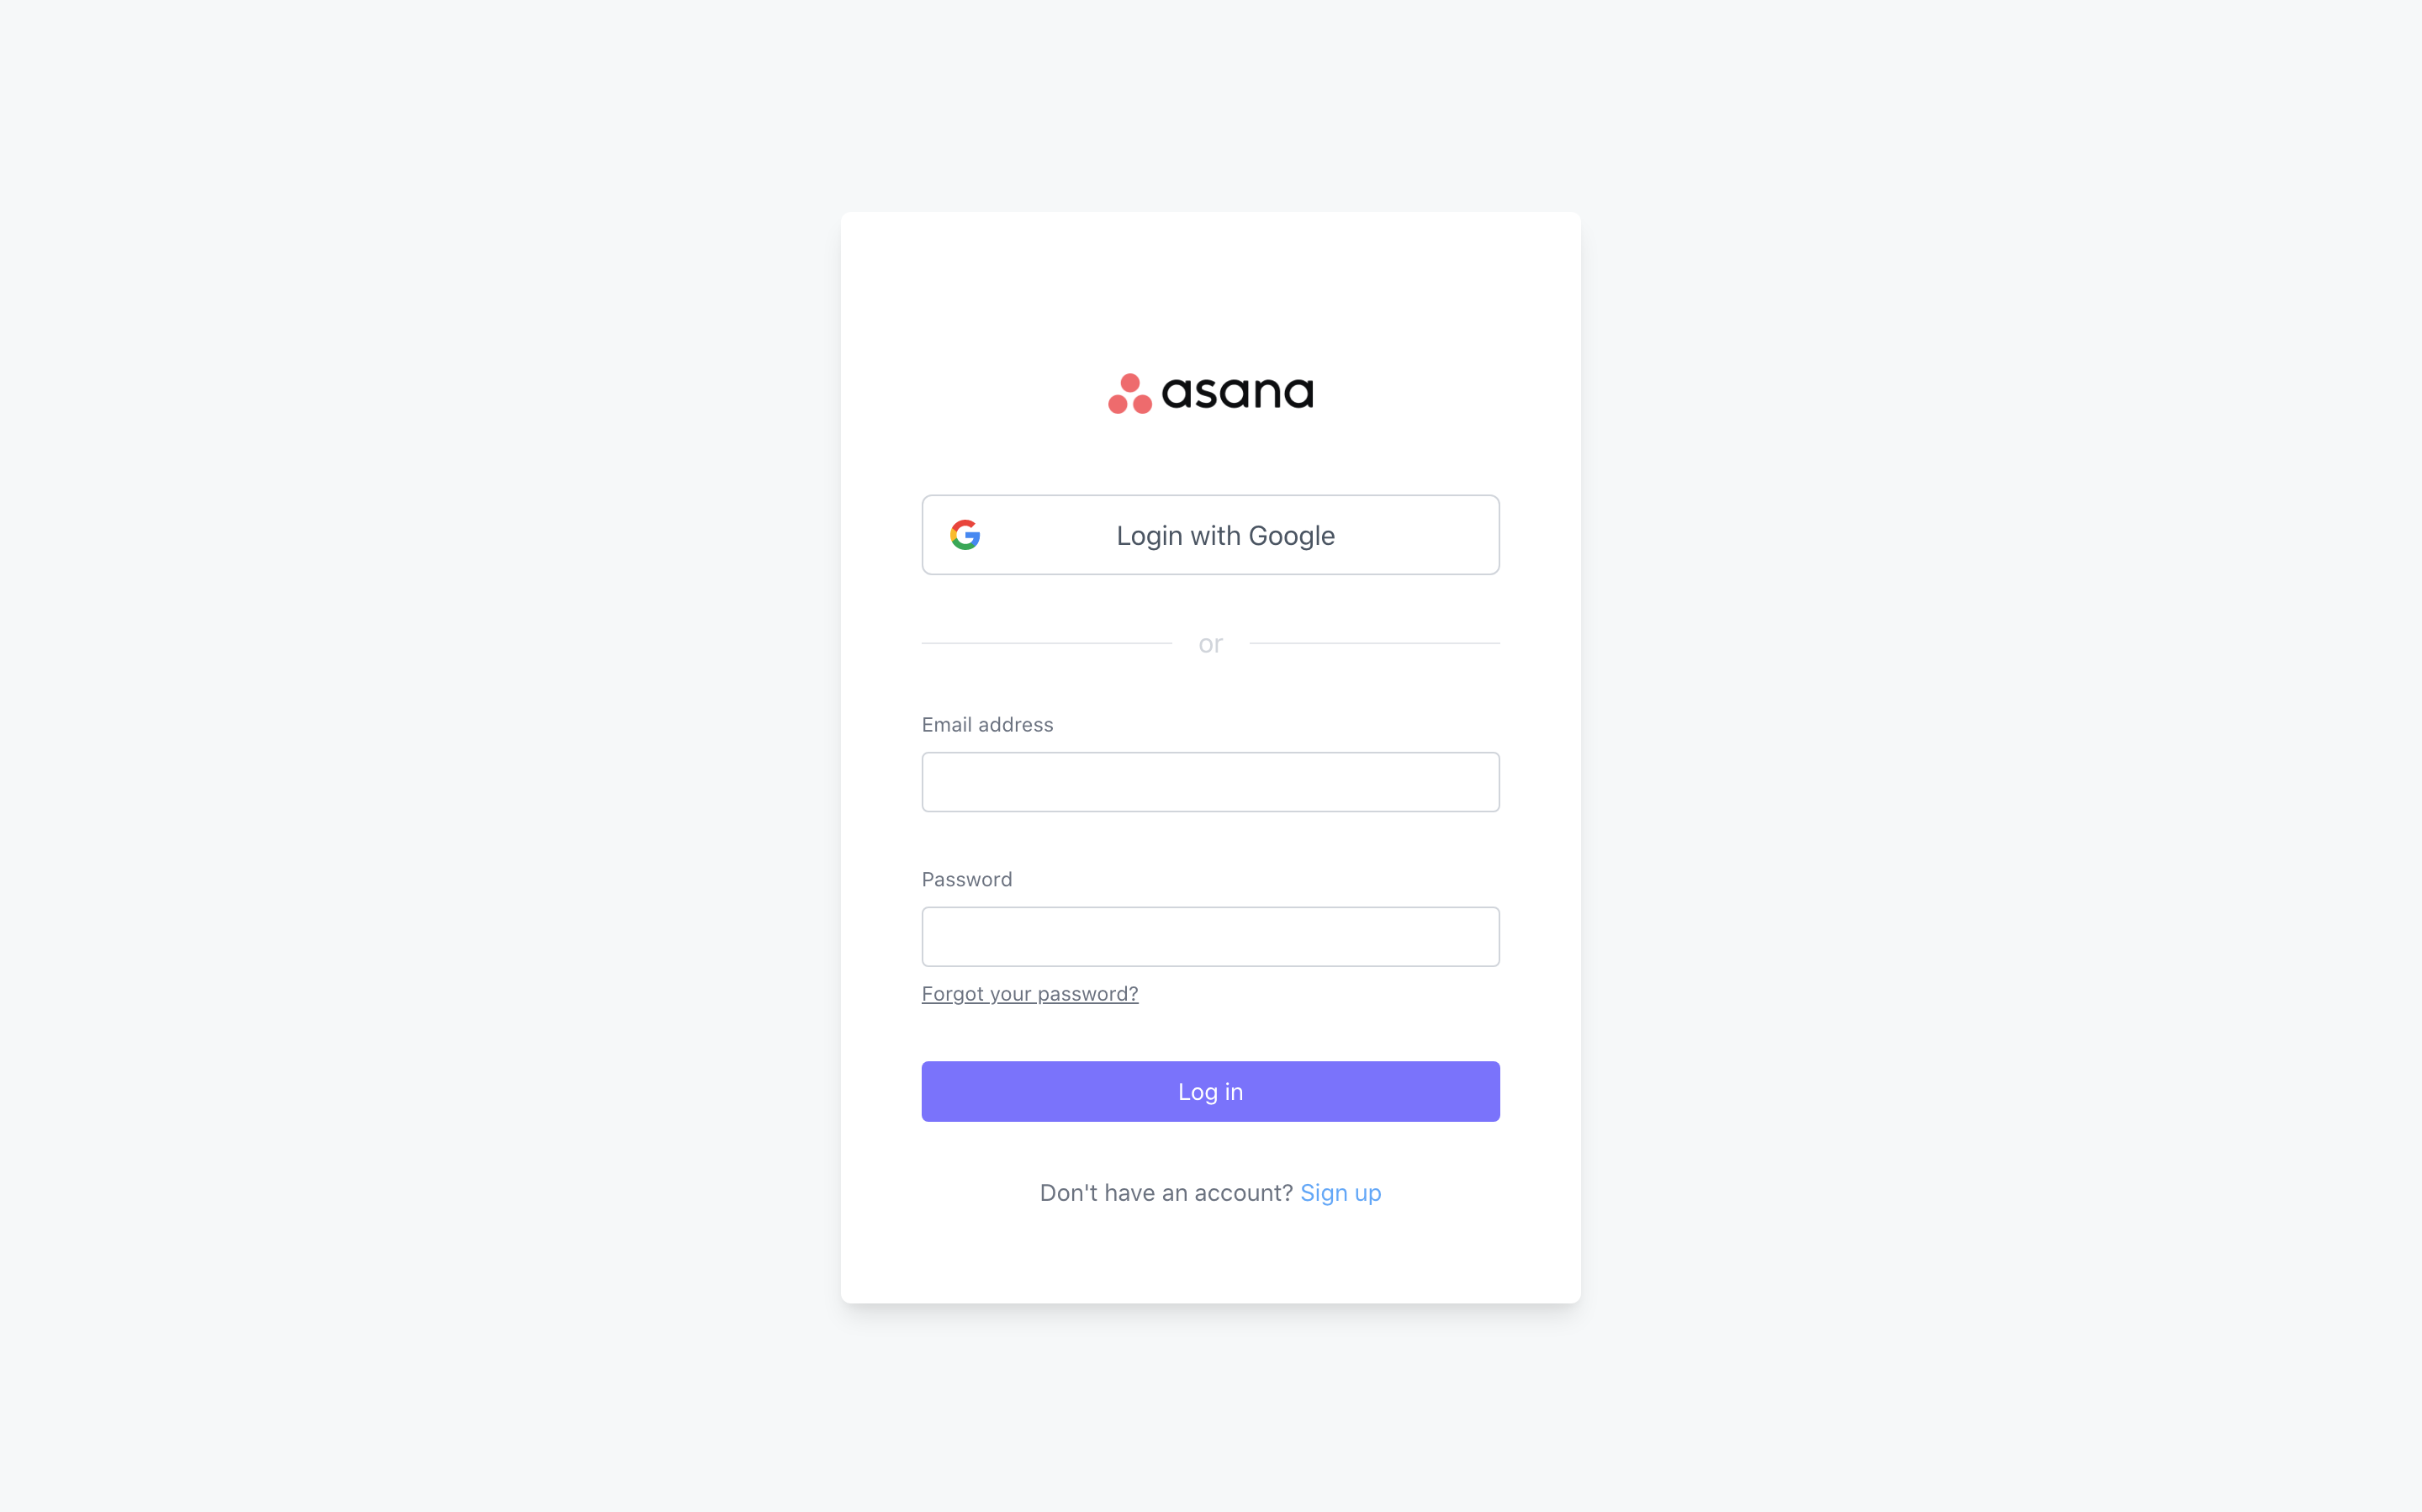 asana
Login with Google
or
Email address
Password
Forgot your password?
Log in
Don't have an account? Sign up